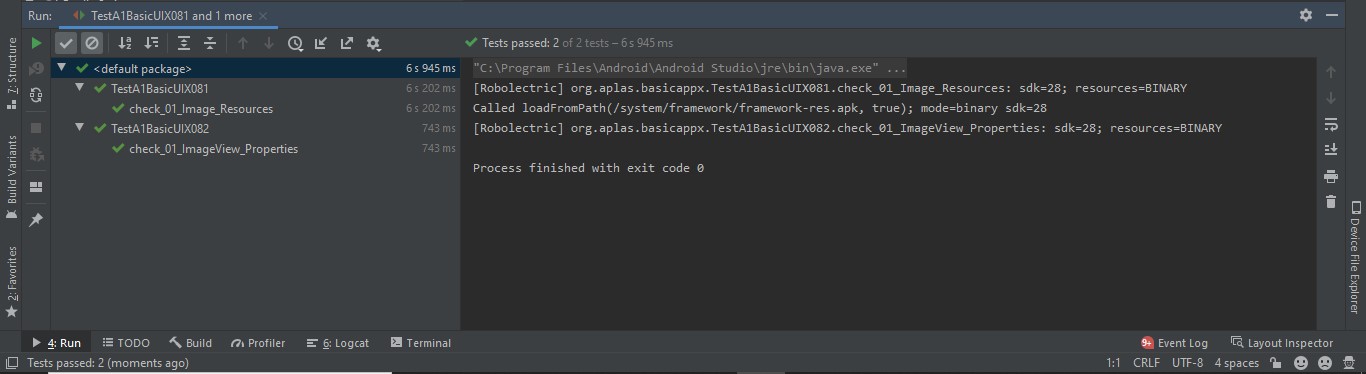 Run: TestA1BasicUIX081 and 1 more
Tests passed: 2 of 2 tests – 6 s 945 ms
<default package> 6 s 945 ms
TestA1BasicUIX081 6 s 202 ms
check_01_Image_Resources 6 s 202 ms
TestA1BasicUIX082 743 ms
check_01_ImageView_Properties 743 ms
"C:\Program Files\Android\Android Studio\jre\bin\java.exe" ...
[Robolectric] org.aplas.basicappx.TestA1BasicUIX081.check_01_Image_Resources: sdk=28; resources=BINARY
Called loadFromPath(/system/framework/framework-res.apk, true); mode=binary sdk=28
[Robolectric] org.aplas.basicappx.TestA1BasicUIX082.check_01_ImageView_Properties: sdk=28; resources=BINARY
Process finished with exit code 0
7: Structure
Build Variants
2: Favorites
Device File Explorer
4: Run TODO Build Profiler 6: Logcat Terminal 9+ Event Log Layout Inspector
Tests passed: 2 (moments ago) 1:1 CRLF UTF-8 4 spaces